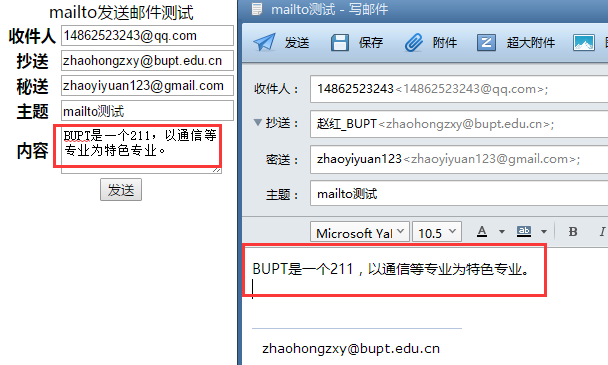 mailto发送邮件测试
收件人 14862523243@qq.com
抄送 zhaohongzxy@bupt.edu.cn
秘送 zhaoyiyuan123@gmail.com
主题 mailto测试
内容 BUPT是一个211，以通信等
专业为特色专业。
发送
mailto测试 - 写邮件
发送 保存 附件 超大附件
收件人： 14862523243<14862523243@qq.com>;
抄送： 赵红_BUPT<zhaohongzxy@bupt.edu.cn>;
密送： zhaoyiyuan123<zhaoyiyuan123@gmail.com>;
主题： mailto测试
Microsoft Yal 10.5 A ab B I
BUPT是一个211，以通信等专业为特色专业。
zhaohongzxy@bupt.edu.cn